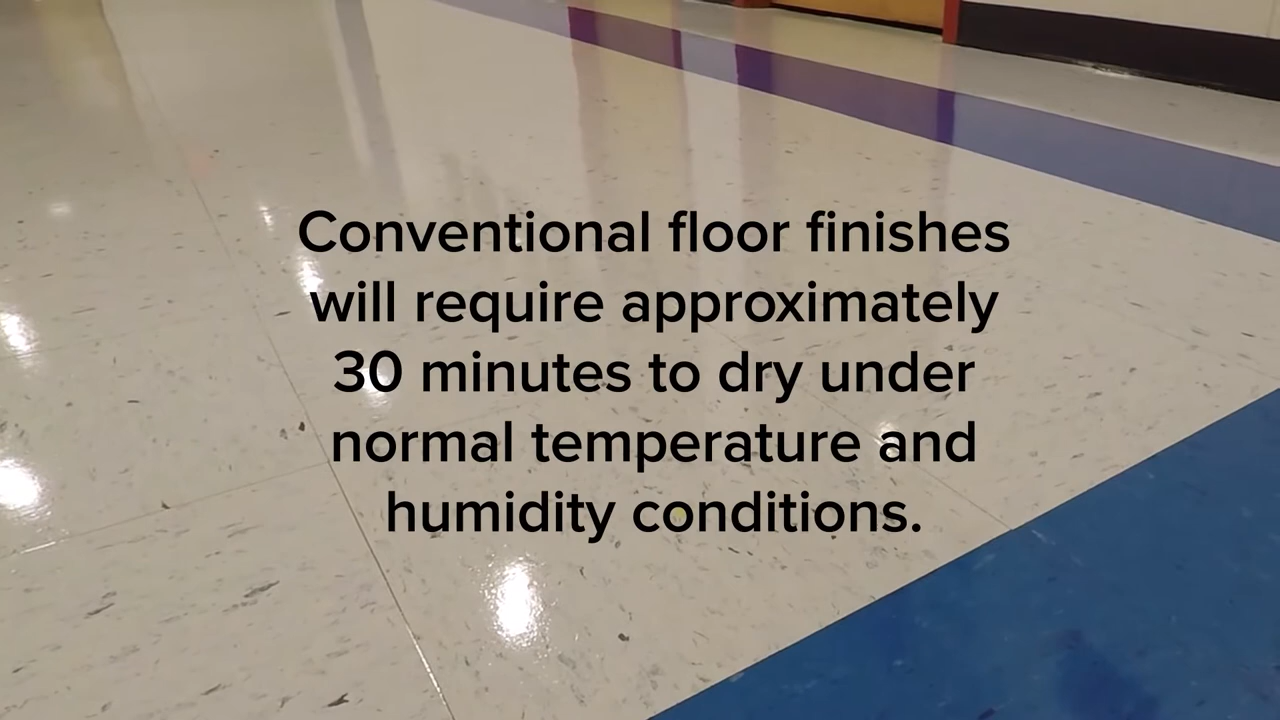 Conventional floor finishes
will require approximately
30 minutes to dry under
normal temperature and
humidity conditions.